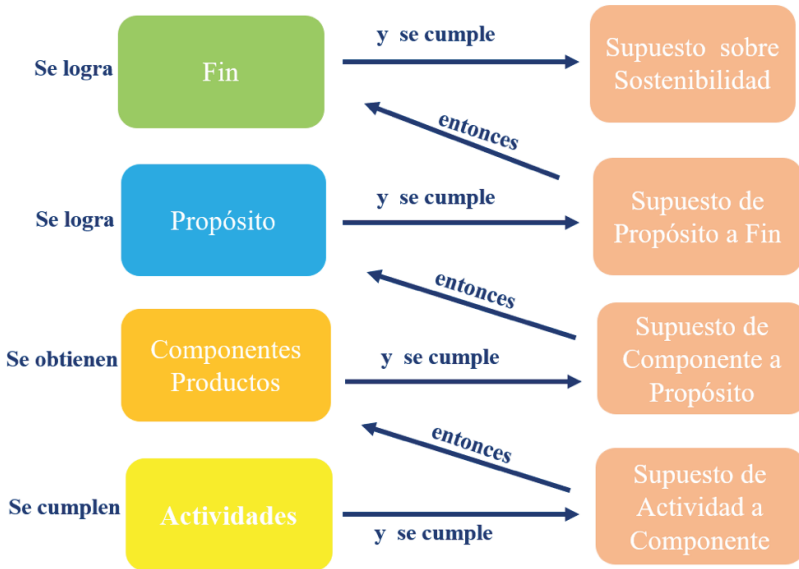 y se cumple
Se logra
Fin
Supuesto sobre
Sostenibilidad
entonces
Se logra
Propósito
y se cumple
Supuesto de
Propósito a Fin
entonces
Se obtienen
Componentes
Productos
y se cumple
Supuesto de
Componente a
Propósito
entonces
Se cumplen
Actividades
y se cumple
Supuesto de
Actividad a
Componente